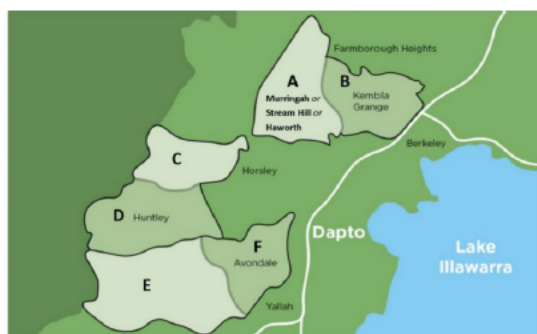 Farmborough Heights
A
B
Murringah or
Stream Hill or
Haworth
Kembla
Grange
Berkeley
C
Horsley
D Huntley
Dapto
F
Avondale
Lake
Illawarra
E
Yallah